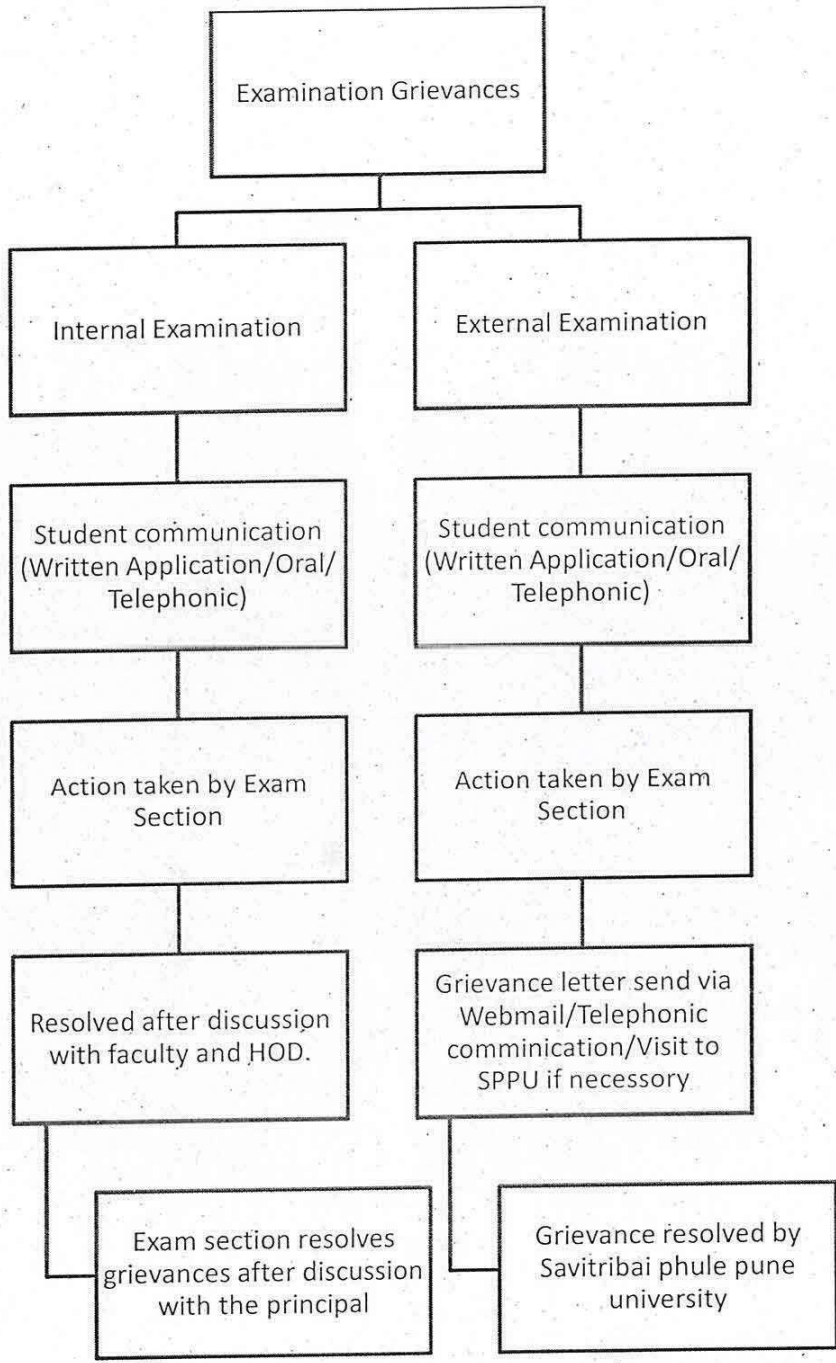 Examination Grievances
Internal Examination
External Examination
Student communication
(Written Application/Oral/
Telephonic)
Student communication
(Written Application/Oral/
Telephonic)
Action taken by Exam
Section
Action taken by Exam
Section
Resolved after discussion
with faculty and HOD.
Grievance letter send via
Webmail/Telephonic
comminication/Visit to
SPPU if necessory
Exam section resolves
grievances after discussion
with the principal
Grievance resolved by
Savitribai phule pune
university